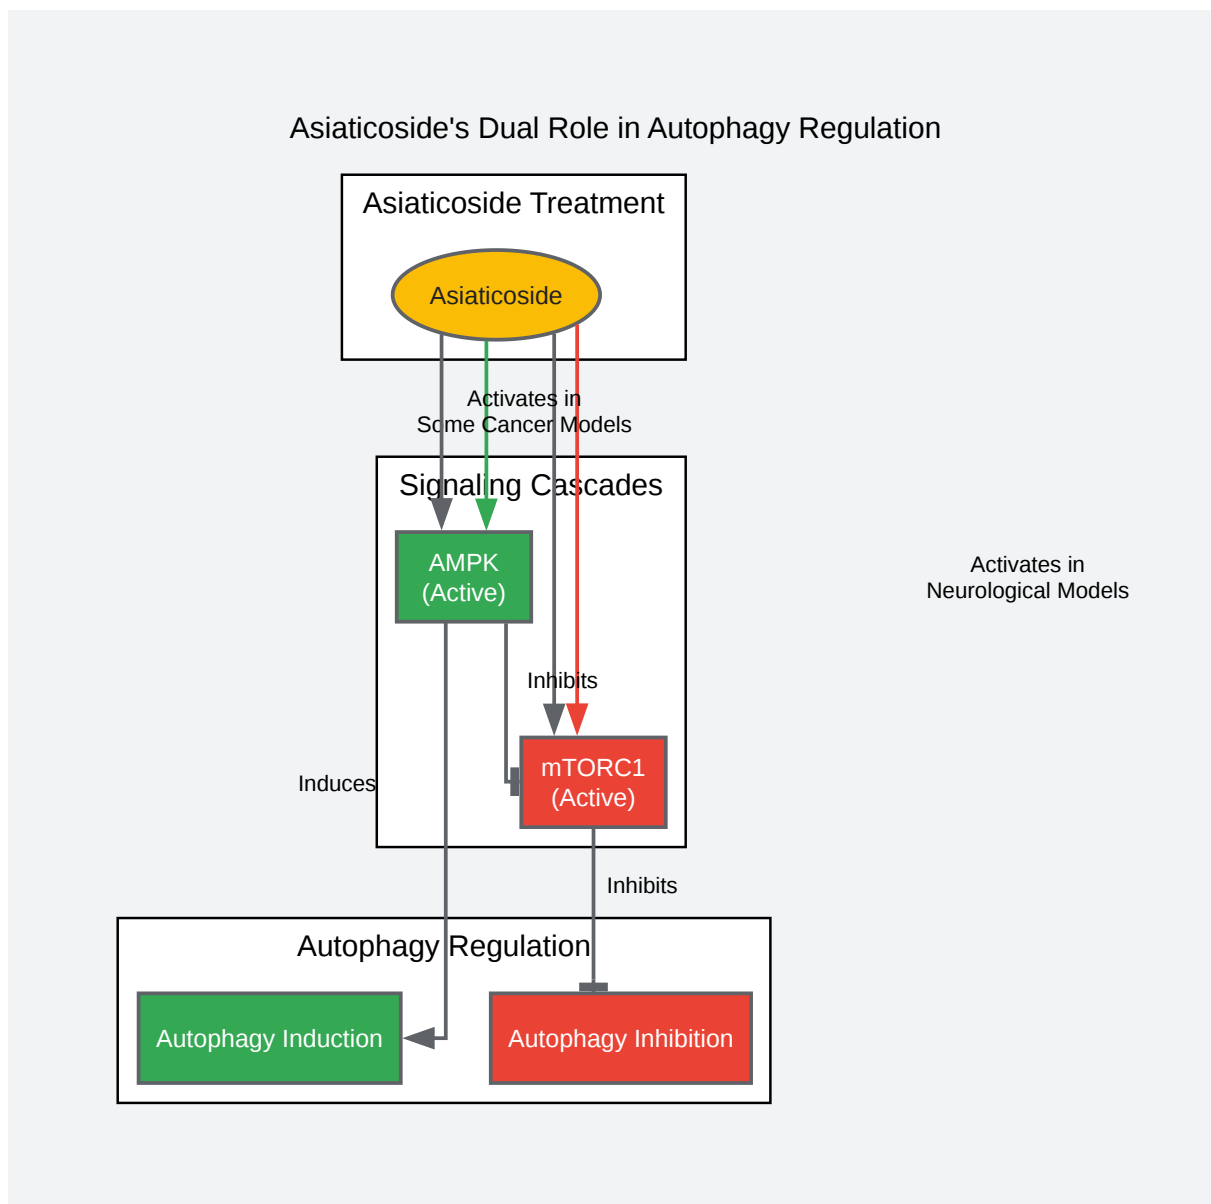 Asiaticoside's Dual Role in Autophagy Regulation
Asiaticoside Treatment
Asiaticoside
Activates in
Some Cancer Models
Signaling Cascades
AMPK
(Active)
Activates in
Neurological Models
Inhibits
mTORC1
(Active)
Induces
Inhibits
Autophagy Regulation
Autophagy Induction
Autophagy Inhibition